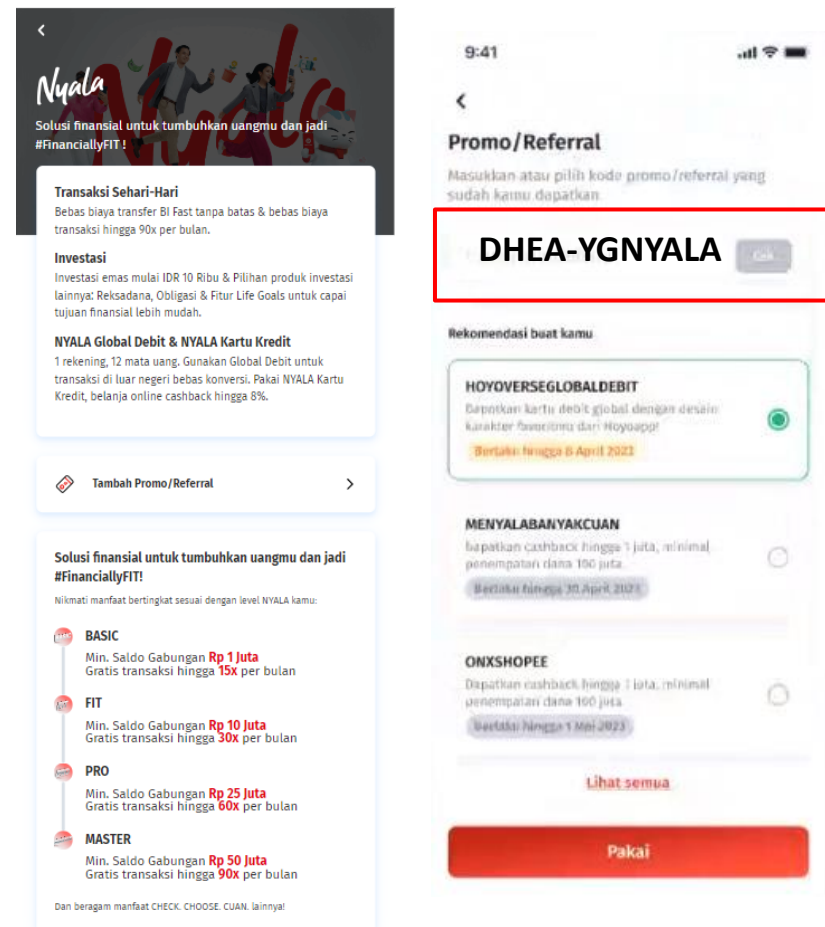 Nyala
Solusi finansial untuk tumbuhkan uangmu dan jadi
#FinanciallyFIT !
Transaksi Sehari-Hari
Bebas biaya transfer BI Fast tanpa batas & bebas biaya
transaksi hingga 90x per bulan.
Investasi
Investasi emas mulai IDR 10 Ribu & Pilihan produk investasi
lainnya: Reksadana, Obligasi & Fitur Life Goals untuk capai
tujuan finansial lebih mudah.
NYALA Global Debit & NYALA Kartu Kredit
1 rekening, 12 mata uang. Gunakan Global Debit untuk
transaksi di luar negeri bebas konversi. Pakai NYALA Kartu
Kredit, belanja online cashback hingga 8%.
Tambah Promo/Referral
Solusi finansial untuk tumbuhkan uangmu dan jadi
#FinanciallyFIT!
Nikmati manfaat bertingkat sesuai dengan level NYALA kamu:
BASIC
Min. Saldo Gabungan Rp 1 Juta
Gratis transaksi hingga 15x per bulan
FIT
Min. Saldo Gabungan Rp 10 Juta
Gratis transaksi hingga 30x per bulan
PRO
Min. Saldo Gabungan Rp 25 Juta
Gratis transaksi hingga 60x per bulan
MASTER
Min. Saldo Gabungan Rp 50 Juta
Gratis transaksi hingga 90x per bulan
Dan beragam manfaat CHECK. CHOOSE. CUAN. lainnya!
9:41
Promo/Referral
Masukkan atau pilih kode promo/referral yang
sudah kamu dapatkan
DHEA-YGNYALA
Cek
Rekomendasi buat kamu
HOYOVERSEGLOBALDEBIT
Dapatkan kartu debit global dengan desain
karakter favoritmu dari Hoyoapp!
Berlaku hingga 8 April 2023
MENYALABANYAKCUAN
Dapatkan cashback hingga 1 juta, minimal
penempatan dana 100 juta
Berlaku hingga 30 April 2023
ONXSHOPEE
Dapatkan cashback hingga 1 juta, minimal
penempatan dana 100 juta
Berlaku hingga 1 Mei 2023
Lihat semua
Pakai